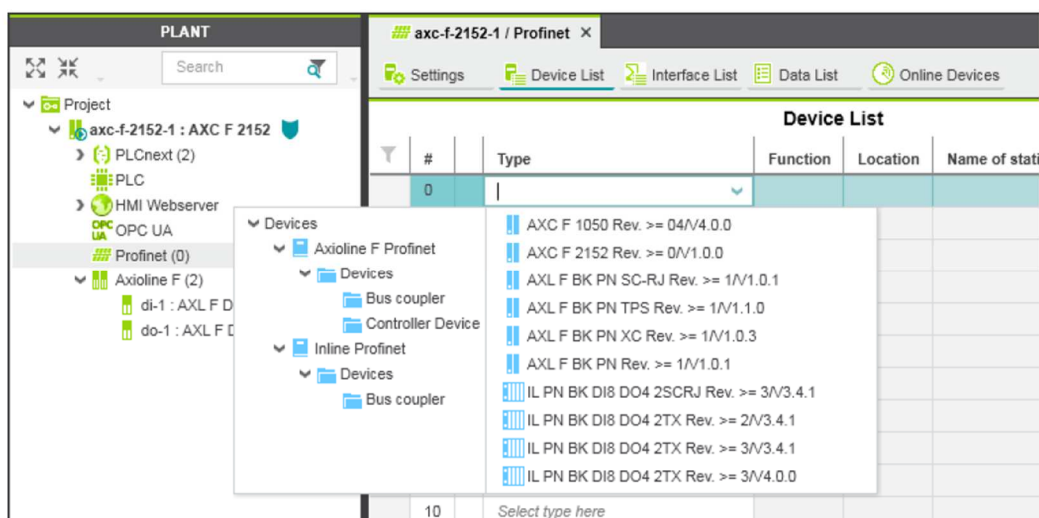 PLANT
Search
Project
axc-f-2152-1 : AXC F 2152
PLCnext (2)
PLC
HMI Webserver
OPC UA
OPC UA
Profinet (0)
Axioline F (2)
di-1 : AXL F D
do-1 : AXL F D
axc-f-2152-1 / Profinet ×
Settings
Device List
Interface List
Data List
Online Devices
Device List
# Type Function Location Name of stati
0
Devices
Axioline F Profinet
Devices
Bus coupler
Controller Device
Inline Profinet
Devices
Bus coupler
AXC F 1050 Rev. >= 04/V4.0.0
AXC F 2152 Rev. >= 0/V1.0.0
AXL F BK PN SC-RJ Rev. >= 1/V1.0.1
AXL F BK PN TPS Rev. >= 1/V1.1.0
AXL F BK PN XC Rev. >= 1/V1.0.3
AXL F BK PN Rev. >= 1/V1.0.1
IL PN BK DI8 DO4 2SCRJ Rev. >= 3/V3.4.1
IL PN BK DI8 DO4 2TX Rev. >= 2/V3.4.1
IL PN BK DI8 DO4 2TX Rev. >= 3/V3.4.1
IL PN BK DI8 DO4 2TX Rev. >= 3/V4.0.0
10 Select type here